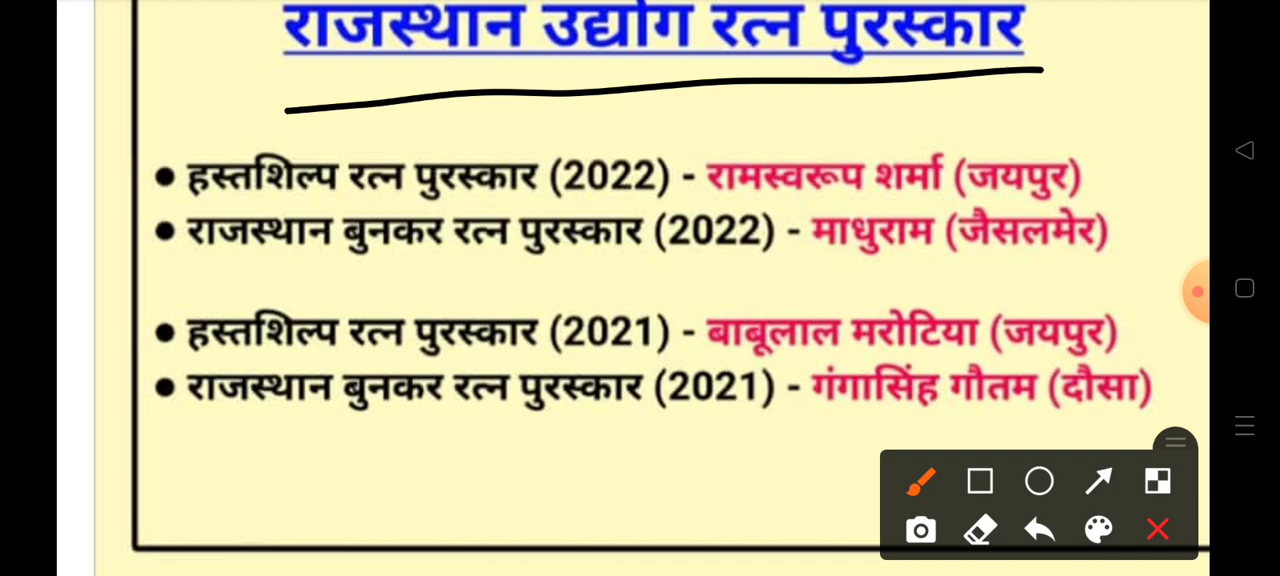 राजस्थान उद्योग रत्न पुरस्कार
● हस्तशिल्प रत्न पुरस्कार (2022) - रामस्वरूप शर्मा (जयपुर)
● राजस्थान बुनकर रत्न पुरस्कार (2022) - माधुराम (जैसलमेर)
● हस्तशिल्प रत्न पुरस्कार (2021) - बाबूलाल मरोटिया (जयपुर)
● राजस्थान बुनकर रत्न पुरस्कार (2021) - गंगासिंह गौतम (दौसा)